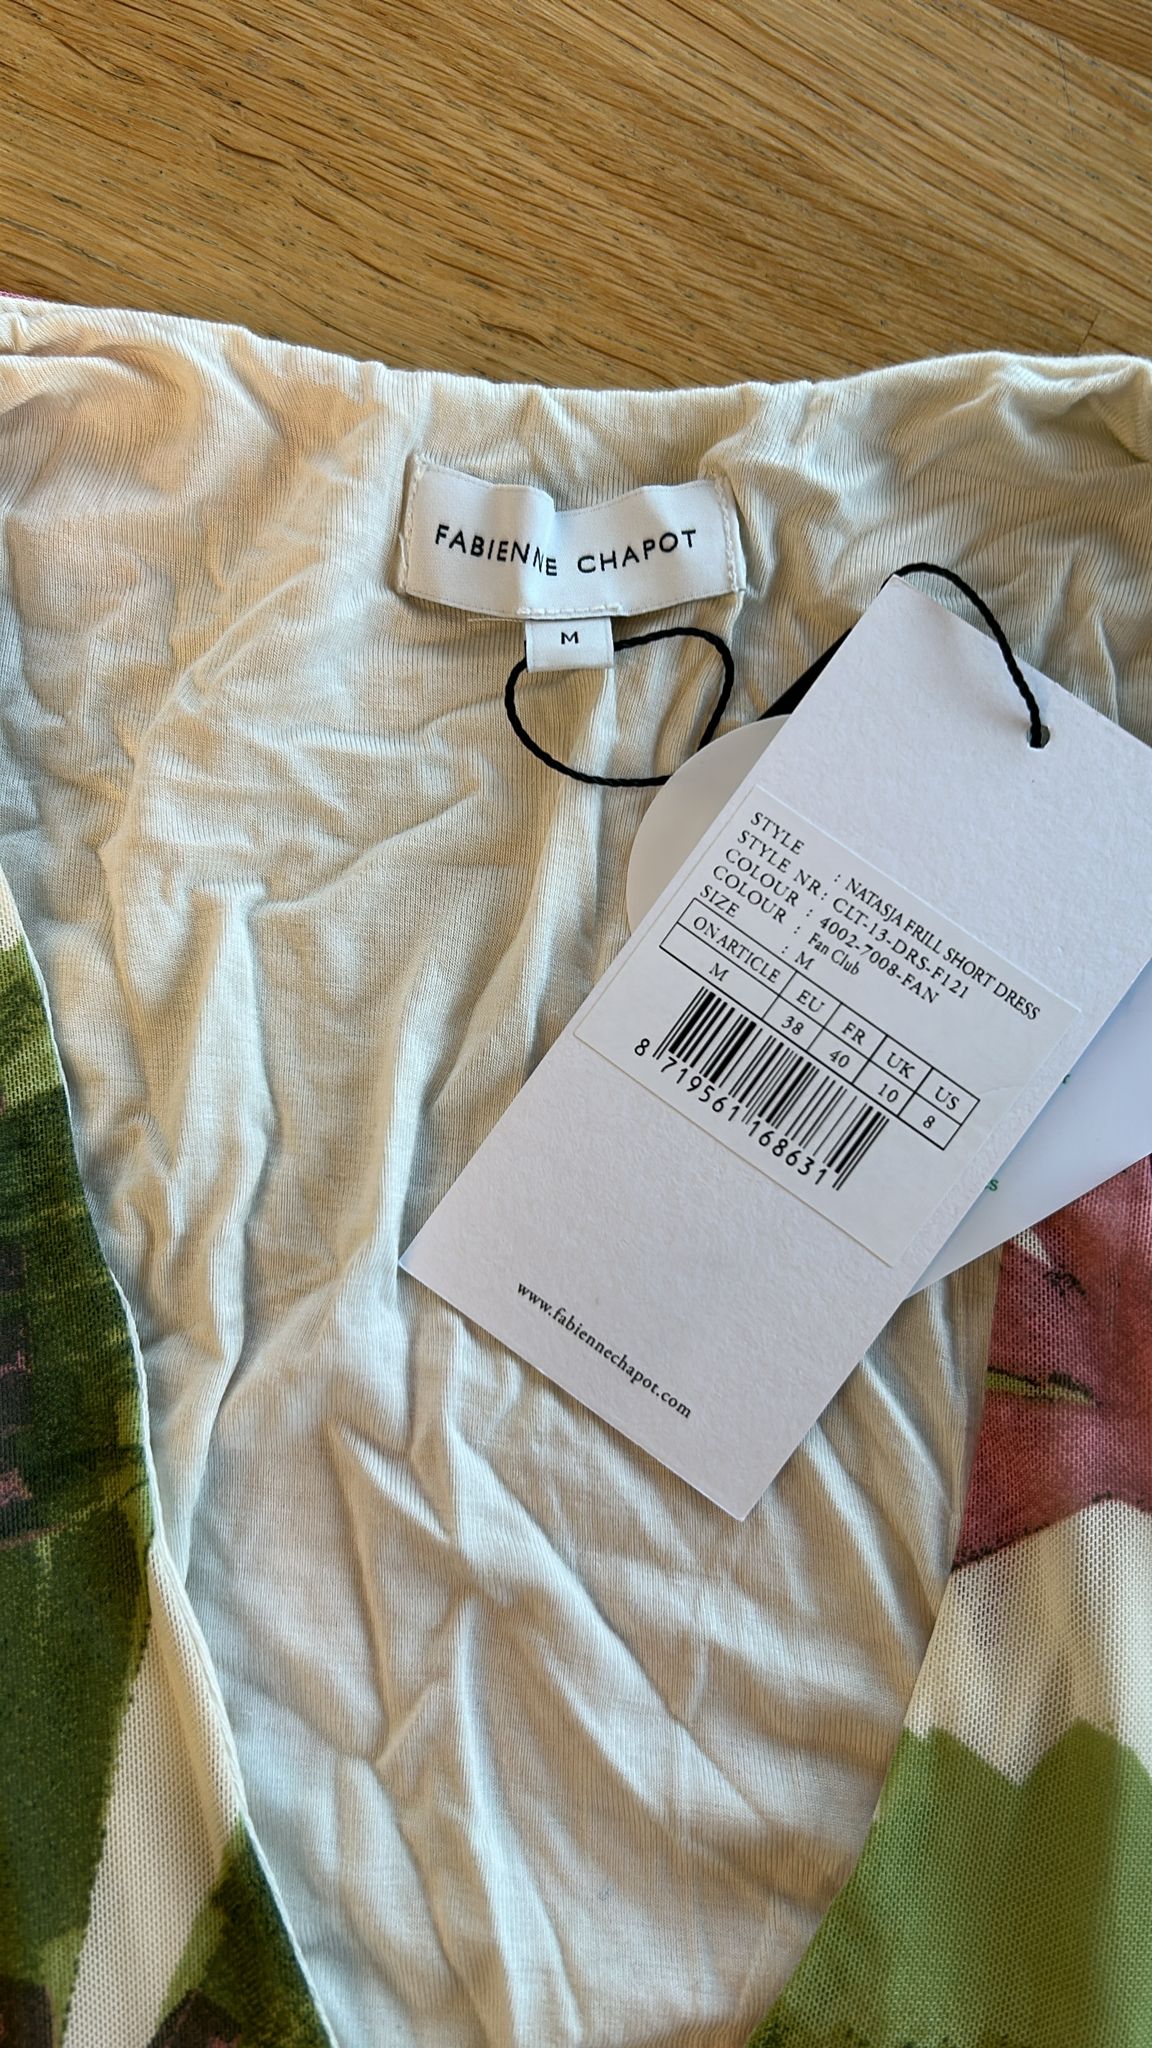 FABIENNE CHAPOT
M
STYLE : NATASJA FRILL SHORT DRESS
STYLE NR : CLT-13-DRS-F121
COLOUR : 4002-7008-FAN
COLOUR : Fan Club
SIZE : M
ON ARTICLE EU FR UK US
M 38 40 10 8
8 719561 168631
www.fabiennechapot.com